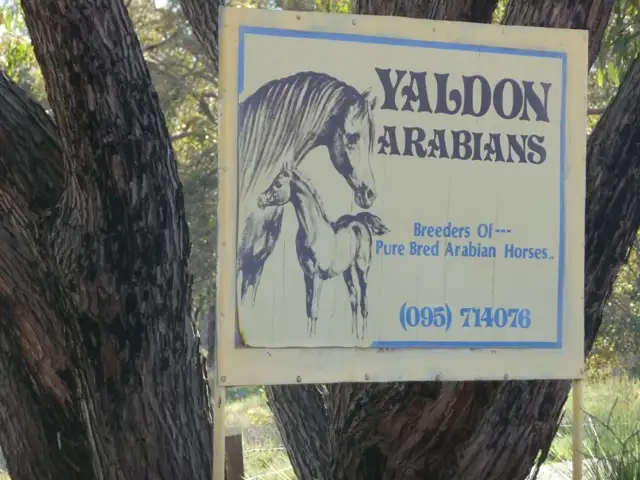 YALDON
ARABIANS
Breeders Of---
Pure Bred Arabian Horses..
(095) 714076